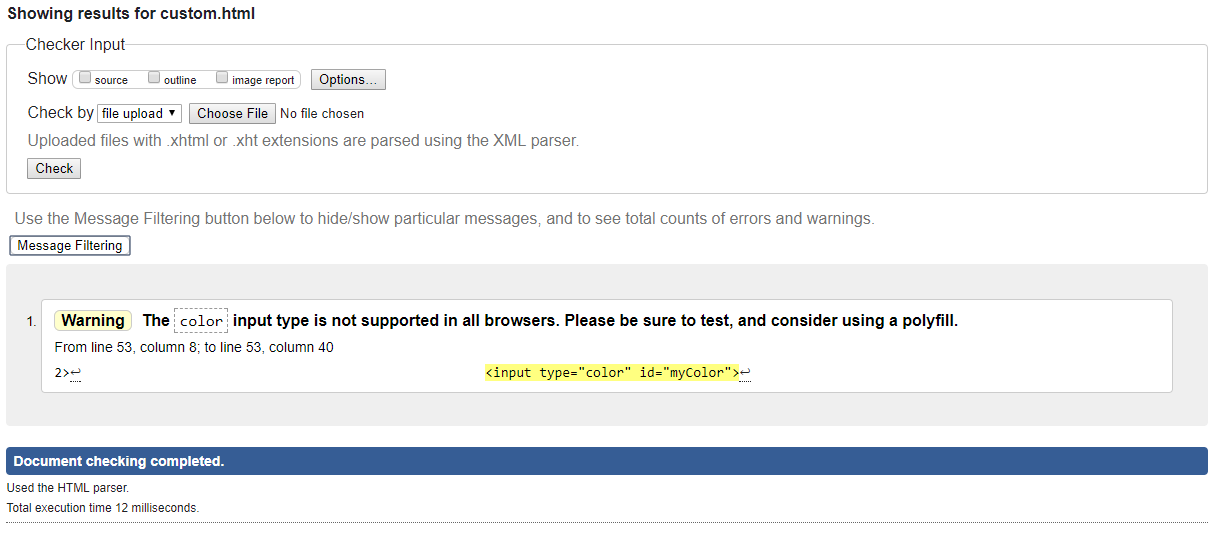 Showing results for custom.html
Checker Input
Show source outline image report Options...
Check by file upload ▼ Choose File No file chosen
Uploaded files with .xhtml or .xht extensions are parsed using the XML parser.
Check
Use the Message Filtering button below to hide/show particular messages, and to see total counts of errors and warnings.
Message Filtering
1. Warning The color input type is not supported in all browsers. Please be sure to test, and consider using a polyfill.
From line 53, column 8; to line 53, column 40
2>↩ <input type="color" id="myColor">↩
Document checking completed.
Used the HTML parser.
Total execution time 12 milliseconds.